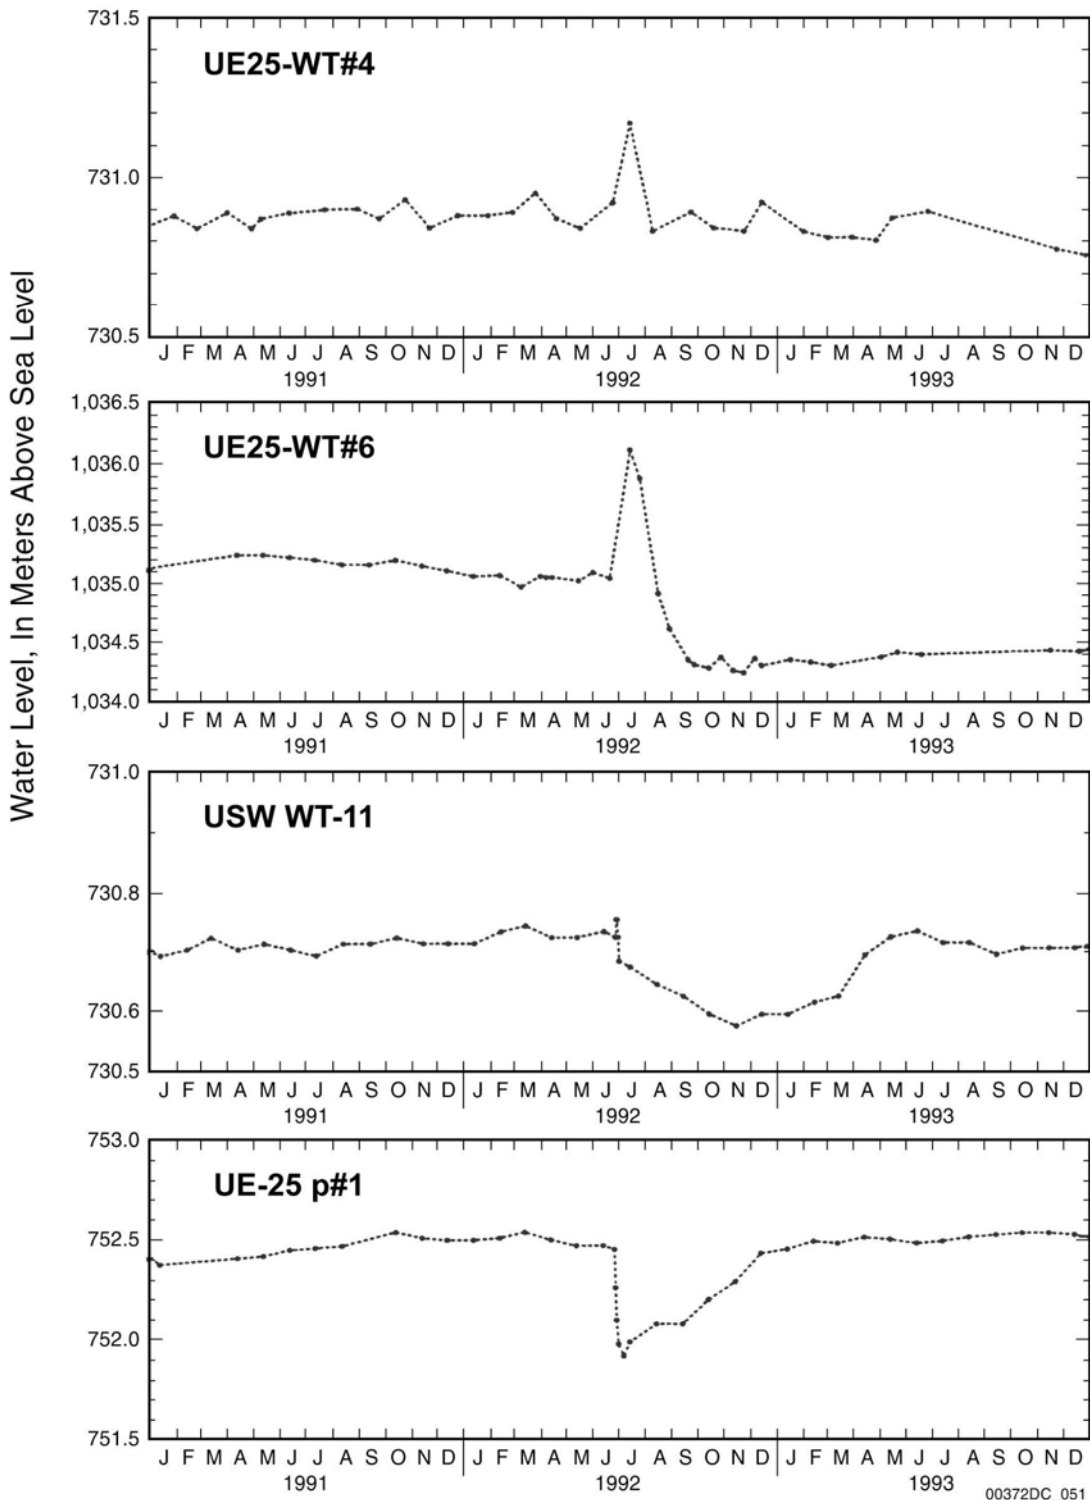 Water Level, In Meters Above Sea Level
731.5
UE25-WT#4
731.0
730.5
J F M A M J J A S O N D J F M A M J J A S O N D J F M A M J J A S O N D
1991 1992 1993
1,036.5
UE25-WT#6
1,036.0
1,035.5
1,035.0
1,034.5
1,034.0
J F M A M J J A S O N D J F M A M J J A S O N D J F M A M J J A S O N D
1991 1992 1993
731.0
USW WT-11
730.8
730.6
730.5
J F M A M J J A S O N D J F M A M J J A S O N D J F M A M J J A S O N D
1991 1992 1993
753.0
UE-25 p#1
752.5
752.0
751.5
J F M A M J J A S O N D J F M A M J J A S O N D J F M A M J J A S O N D
1991 1992 1993
00372DC_051